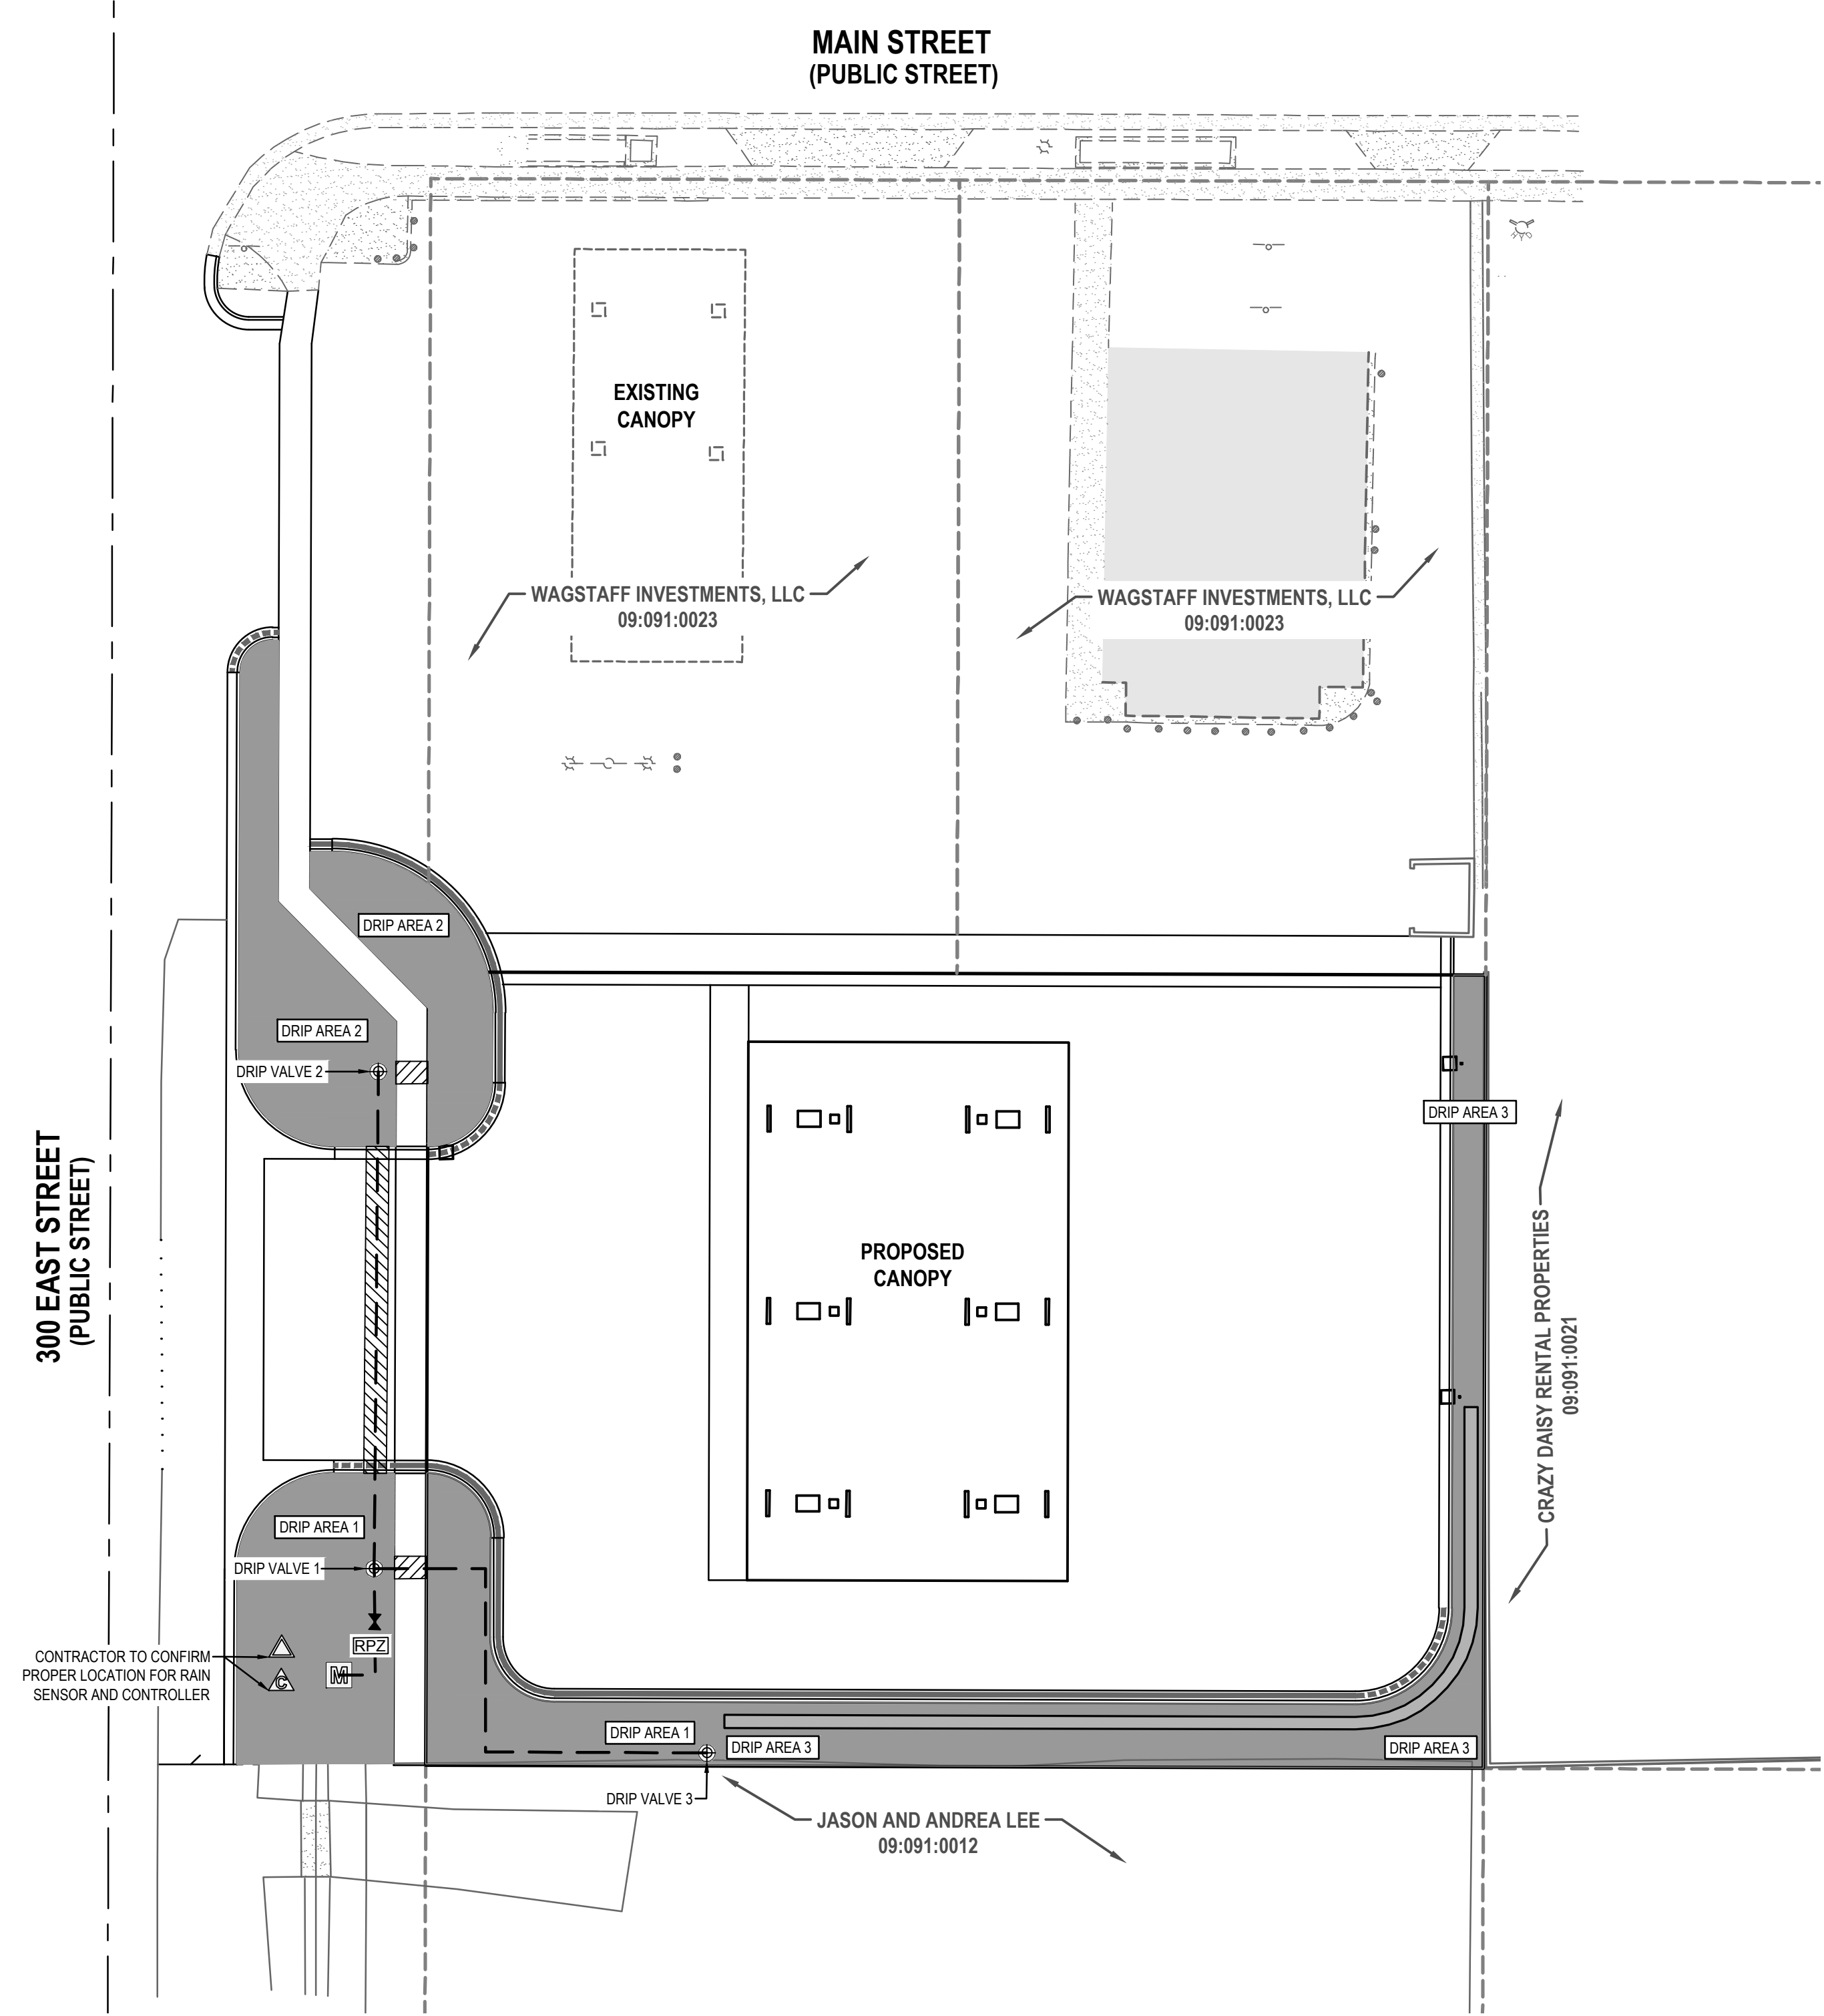 MAIN STREET
(PUBLIC STREET)
EXISTING
CANOPY
WAGSTAFF INVESTMENTS, LLC
09:091:0023
WAGSTAFF INVESTMENTS, LLC
09:091:0023
DRIP AREA 2
DRIP AREA 2
DRIP VALVE 2
DRIP AREA 3
300 EAST STREET
(PUBLIC STREET)
PROPOSED
CANOPY
CRAZY DAISY RENTAL PROPERTIES
09:091:0021
DRIP AREA 1
DRIP VALVE 1
RPZ
CONTRACTOR TO CONFIRM
PROPER LOCATION FOR RAIN
SENSOR AND CONTROLLER
C
M
DRIP AREA 1
DRIP AREA 3
DRIP AREA 3
DRIP VALVE 3
JASON AND ANDREA LEE
09:091:0012